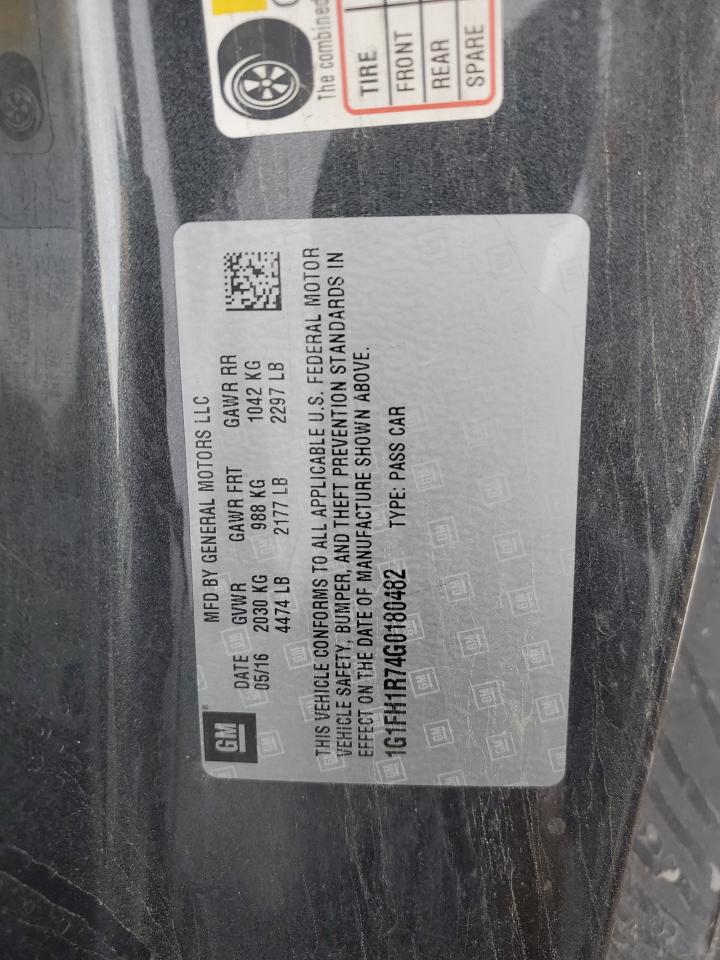 The combined
TIRE
FRONT
REAR
SPARE
GM
MFD BY GENERAL MOTORS LLC
DATE GVWR GAWR FRT GAWR RR
05/16 2030 KG 988 KG 1042 KG
4474 LB 2177 LB 2297 LB
THIS VEHICLE CONFORMS TO ALL APPLICABLE U.S. FEDERAL MOTOR
VEHICLE SAFETY, BUMPER, AND THEFT PREVENTION STANDARDS IN
EFFECT ON THE DATE OF MANUFACTURE SHOWN ABOVE.
1G1FH1R74G0180482 TYPE: PASS CAR